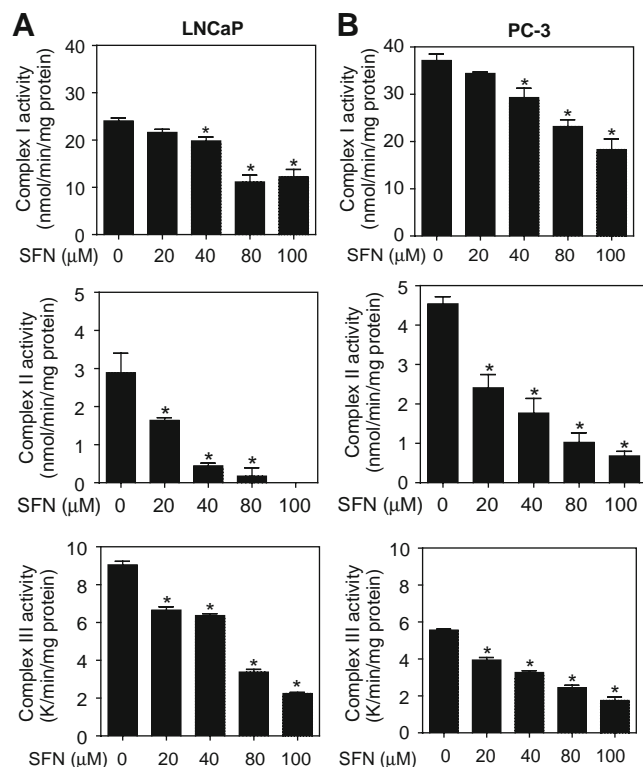 A
LNCaP
Complex I activity
(nmol/min/mg protein)
40
30
20
10
0
* * *
SFN (µM) 0 20 40 80 100
Complex II activity
(nmol/min/mg protein)
5
4
3
2
1
0
* * *
SFN (µM) 0 20 40 80 100
Complex III activity
(K/min/mg protein)
10
8
6
4
2
0
* * * *
SFN (µM) 0 20 40 80 100
B
PC-3
Complex I activity
(nmol/min/mg protein)
40
30
20
10
0
* * *
SFN (µM) 0 20 40 80 100
Complex II activity
(nmol/min/mg protein)
5
4
3
2
1
0
* * * *
SFN (µM) 0 20 40 80 100
Complex III activity
(K/min/mg protein)
10
8
6
4
2
0
* * * *
SFN (µM) 0 20 40 80 100